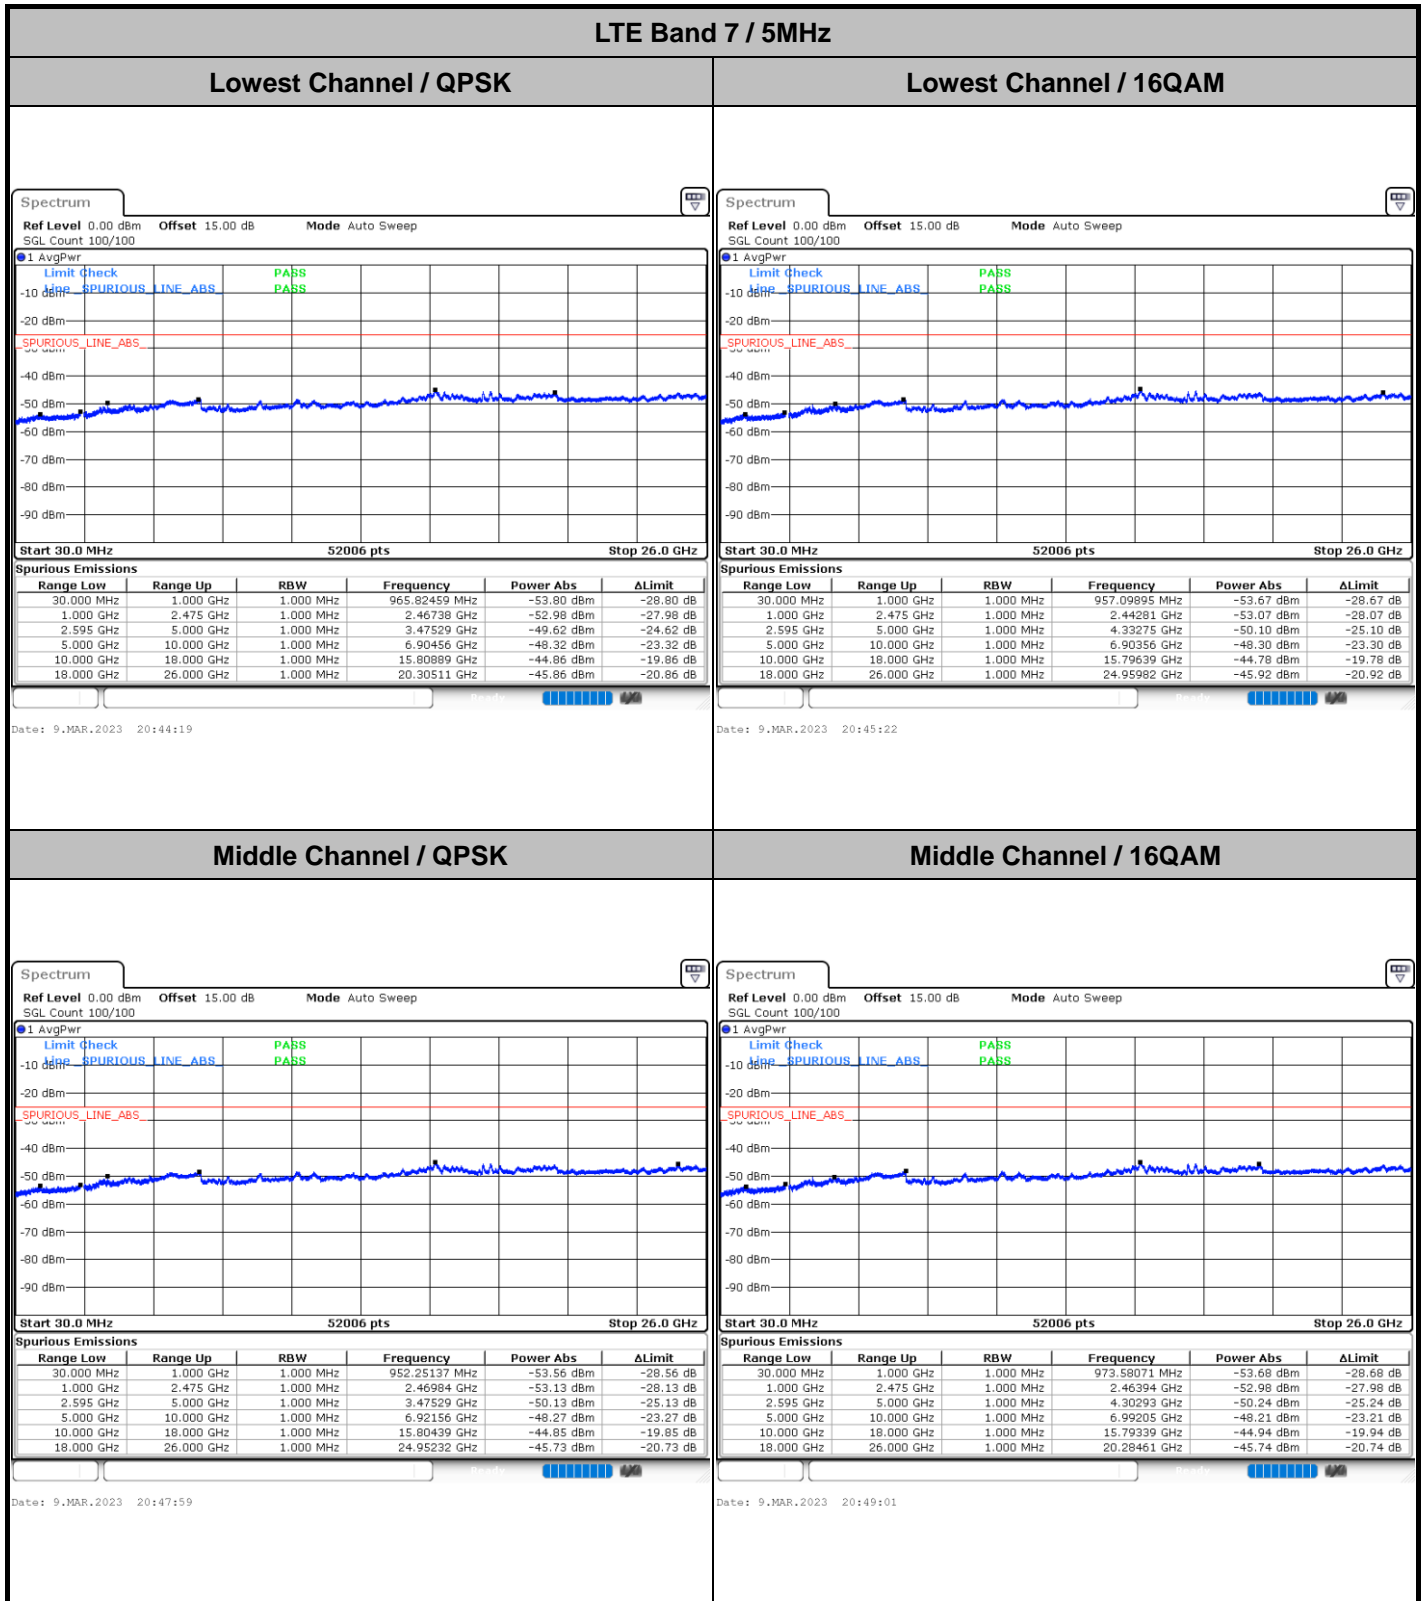 LTE Band 7 / 5MHz
Lowest Channel / QPSK
Lowest Channel / 16QAM
Spectrum
Ref Level 0.00 dBm Offset 15.00 dB Mode Auto Sweep
SGL Count 100/100
1 AvgPwr
Limit Check PASS
Line _SPURIOUS_LINE_ABS_ PASS
-10 dBm
-20 dBm
_SPURIOUS_LINE_ABS_
-30 dBm
-40 dBm
-50 dBm
-60 dBm
-70 dBm
-80 dBm
-90 dBm
Start 30.0 MHz 52006 pts Stop 26.0 GHz
Spurious Emissions
Range Low Range Up RBW Frequency Power Abs ΔLimit
30.000 MHz 1.000 GHz 1.000 MHz 965.82459 MHz -53.80 dBm -28.80 dB
1.000 GHz 2.475 GHz 1.000 MHz 2.46738 GHz -52.98 dBm -27.98 dB
2.595 GHz 5.000 GHz 1.000 MHz 3.47529 GHz -49.62 dBm -24.62 dB
5.000 GHz 10.000 GHz 1.000 MHz 6.90456 GHz -48.32 dBm -23.32 dB
10.000 GHz 18.000 GHz 1.000 MHz 15.80889 GHz -44.86 dBm -19.86 dB
18.000 GHz 26.000 GHz 1.000 MHz 20.30511 GHz -45.86 dBm -20.86 dB
Ready
Date: 9.MAR.2023 20:44:19
Spectrum
Ref Level 0.00 dBm Offset 15.00 dB Mode Auto Sweep
SGL Count 100/100
1 AvgPwr
Limit Check PASS
Line _SPURIOUS_LINE_ABS_ PASS
-10 dBm
-20 dBm
_SPURIOUS_LINE_ABS_
-30 dBm
-40 dBm
-50 dBm
-60 dBm
-70 dBm
-80 dBm
-90 dBm
Start 30.0 MHz 52006 pts Stop 26.0 GHz
Spurious Emissions
Range Low Range Up RBW Frequency Power Abs ΔLimit
30.000 MHz 1.000 GHz 1.000 MHz 957.09895 MHz -53.67 dBm -28.67 dB
1.000 GHz 2.475 GHz 1.000 MHz 2.44281 GHz -53.07 dBm -28.07 dB
2.595 GHz 5.000 GHz 1.000 MHz 4.33275 GHz -50.10 dBm -25.10 dB
5.000 GHz 10.000 GHz 1.000 MHz 6.90356 GHz -48.30 dBm -23.30 dB
10.000 GHz 18.000 GHz 1.000 MHz 15.79639 GHz -44.78 dBm -19.78 dB
18.000 GHz 26.000 GHz 1.000 MHz 24.95982 GHz -45.92 dBm -20.92 dB
Ready
Date: 9.MAR.2023 20:45:22
Middle Channel / QPSK
Middle Channel / 16QAM
Spectrum
Ref Level 0.00 dBm Offset 15.00 dB Mode Auto Sweep
SGL Count 100/100
1 AvgPwr
Limit Check PASS
Line _SPURIOUS_LINE_ABS_ PASS
-10 dBm
-20 dBm
_SPURIOUS_LINE_ABS_
-30 dBm
-40 dBm
-50 dBm
-60 dBm
-70 dBm
-80 dBm
-90 dBm
Start 30.0 MHz 52006 pts Stop 26.0 GHz
Spurious Emissions
Range Low Range Up RBW Frequency Power Abs ΔLimit
30.000 MHz 1.000 GHz 1.000 MHz 952.25137 MHz -53.56 dBm -28.56 dB
1.000 GHz 2.475 GHz 1.000 MHz 2.46984 GHz -53.13 dBm -28.13 dB
2.595 GHz 5.000 GHz 1.000 MHz 3.47529 GHz -50.13 dBm -25.13 dB
5.000 GHz 10.000 GHz 1.000 MHz 6.92156 GHz -48.27 dBm -23.27 dB
10.000 GHz 18.000 GHz 1.000 MHz 15.80439 GHz -44.85 dBm -19.85 dB
18.000 GHz 26.000 GHz 1.000 MHz 24.95232 GHz -45.73 dBm -20.73 dB
Ready
Date: 9.MAR.2023 20:47:59
Spectrum
Ref Level 0.00 dBm Offset 15.00 dB Mode Auto Sweep
SGL Count 100/100
1 AvgPwr
Limit Check PASS
Line _SPURIOUS_LINE_ABS_ PASS
-10 dBm
-20 dBm
_SPURIOUS_LINE_ABS_
-30 dBm
-40 dBm
-50 dBm
-60 dBm
-70 dBm
-80 dBm
-90 dBm
Start 30.0 MHz 52006 pts Stop 26.0 GHz
Spurious Emissions
Range Low Range Up RBW Frequency Power Abs ΔLimit
30.000 MHz 1.000 GHz 1.000 MHz 973.58071 MHz -53.68 dBm -28.68 dB
1.000 GHz 2.475 GHz 1.000 MHz 2.46394 GHz -52.98 dBm -27.98 dB
2.595 GHz 5.000 GHz 1.000 MHz 4.30293 GHz -50.24 dBm -25.24 dB
5.000 GHz 10.000 GHz 1.000 MHz 6.99205 GHz -48.21 dBm -23.21 dB
10.000 GHz 18.000 GHz 1.000 MHz 15.79339 GHz -44.94 dBm -19.94 dB
18.000 GHz 26.000 GHz 1.000 MHz 20.28461 GHz -45.74 dBm -20.74 dB
Ready
Date: 9.MAR.2023 20:49:01